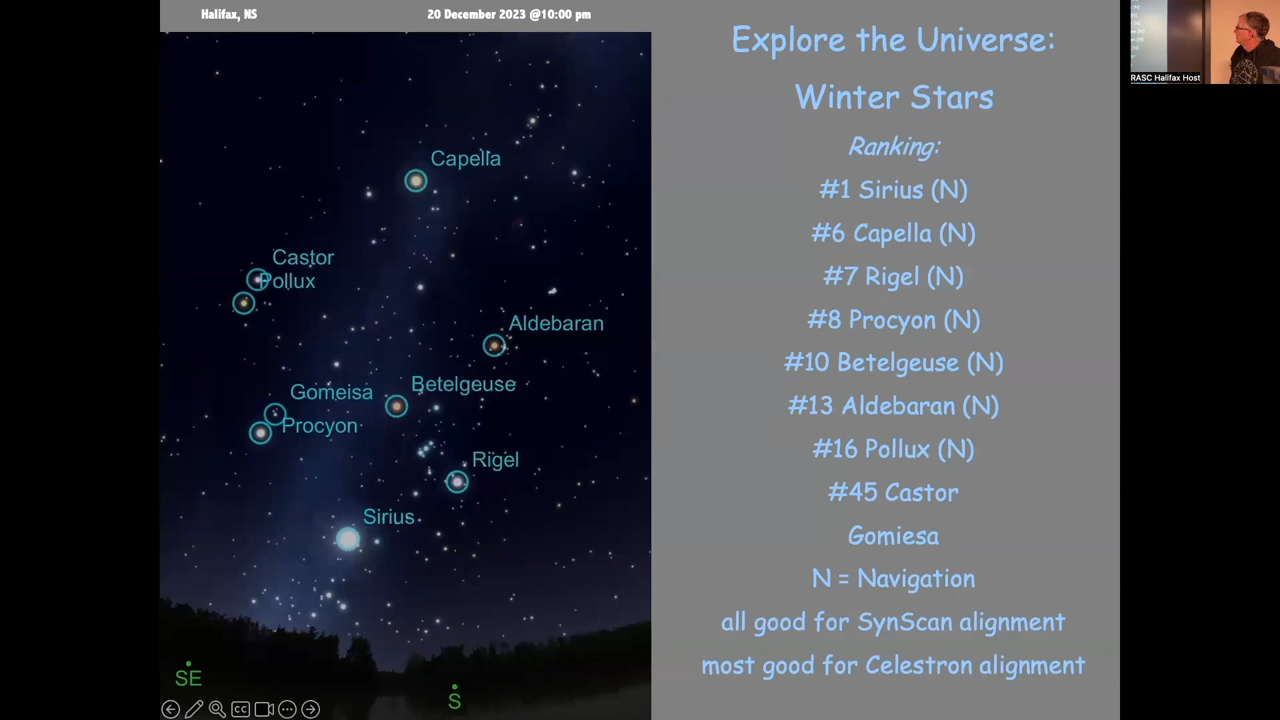 Halifax, NS
20 December 2023 @10:00 pm
Capella
Castor
Pollux
Aldebaran
Gomeisa
Betelgeuse
Procyon
Rigel
Sirius
SE
S
CC
Explore the Universe:
Winter Stars
Ranking:
#1 Sirius (N)
#6 Capella (N)
#7 Rigel (N)
#8 Procyon (N)
#10 Betelgeuse (N)
#13 Aldebaran (N)
#16 Pollux (N)
#45 Castor
Gomiesa
N = Navigation
all good for SynScan alignment
most good for Celestron alignment
RASC Halifax Host